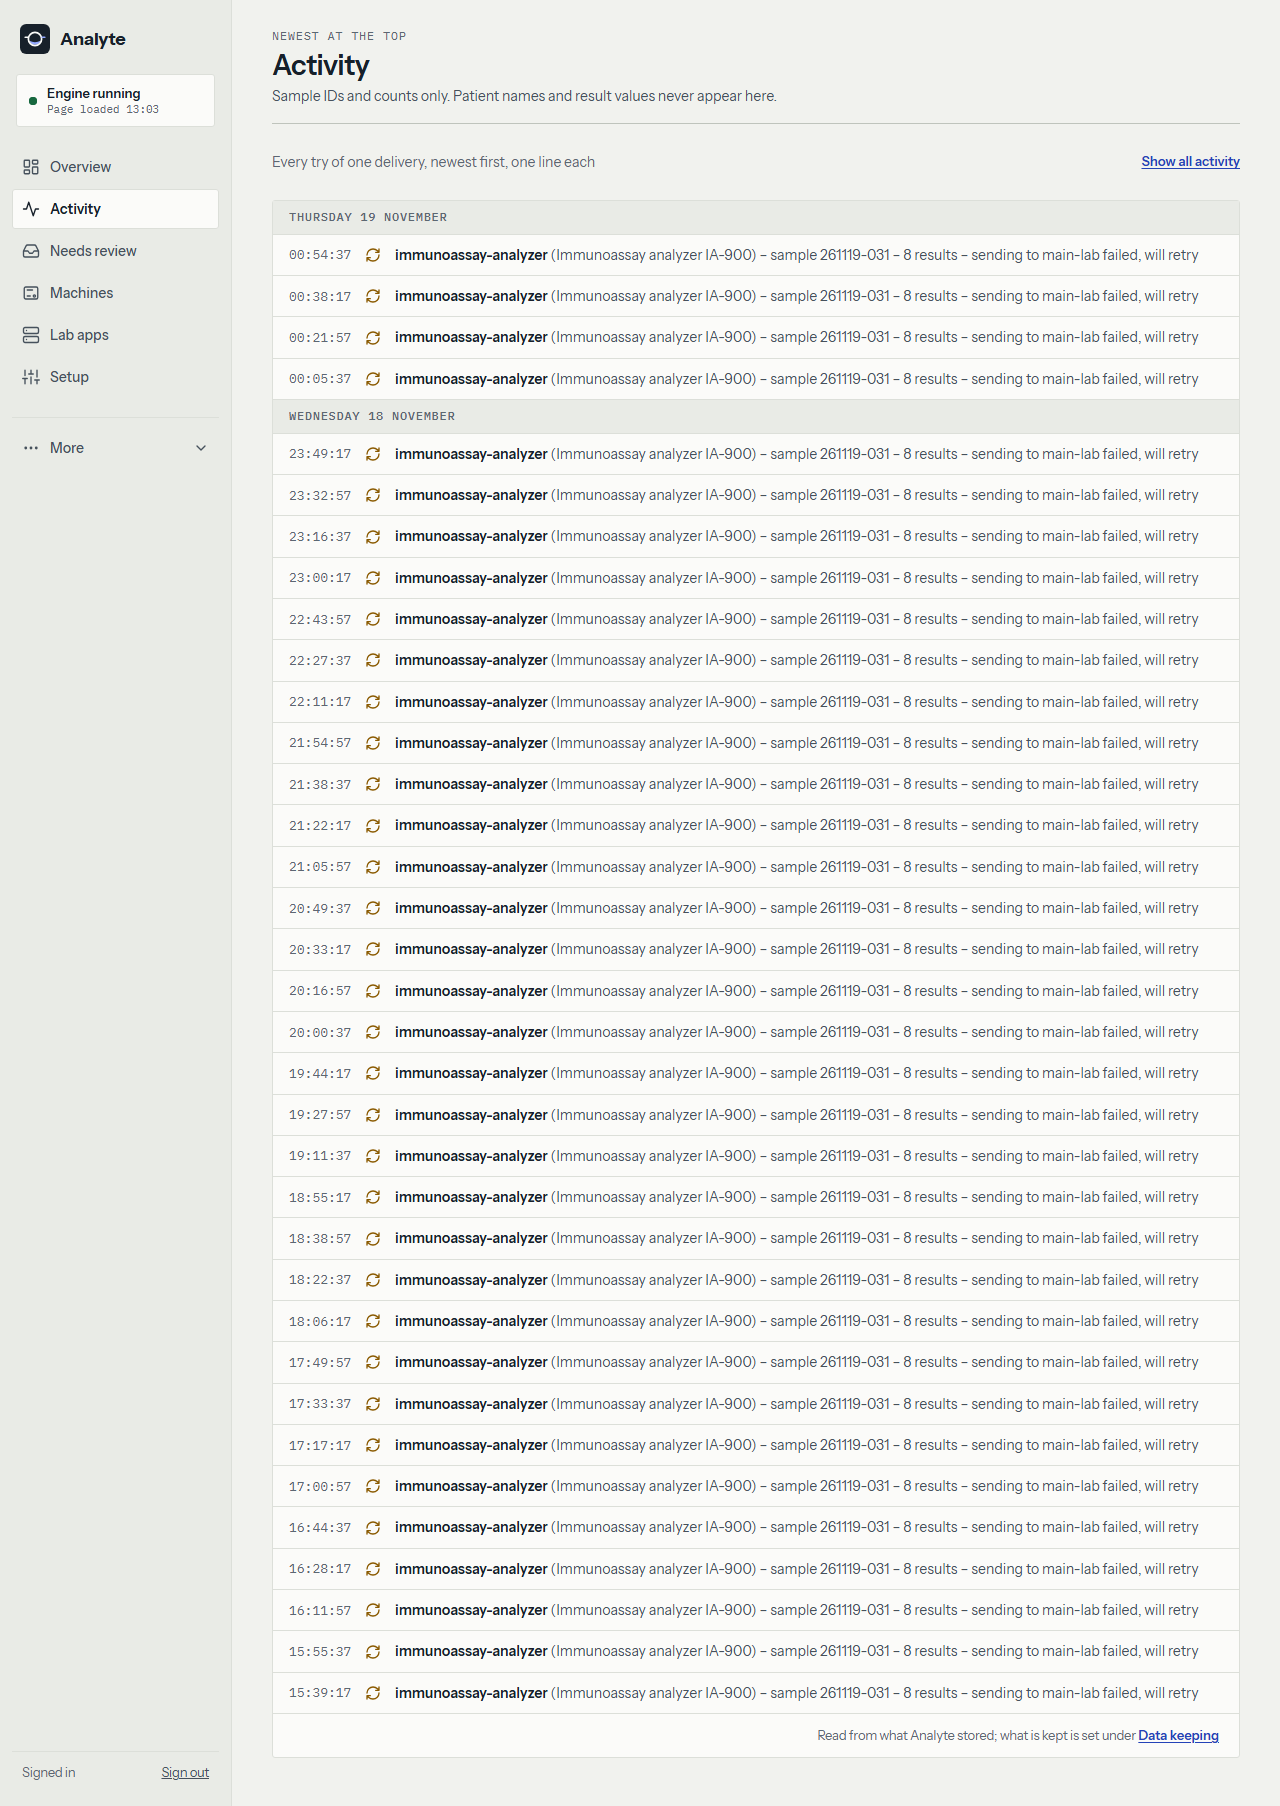 Analyte
Engine running
Page loaded 13:03
Overview
Activity
Needs review
Machines
Lab apps
Setup
More
Signed in
Sign out
NEWEST AT THE TOP
Activity
Sample IDs and counts only. Patient names and result values never appear here.
Every try of one delivery, newest first, one line each
Show all activity
THURSDAY 19 NOVEMBER
00:54:37 immunoassay-analyzer (Immunoassay analyzer IA-900) – sample 261119-031 – 8 results – sending to main-lab failed, will retry
00:38:17 immunoassay-analyzer (Immunoassay analyzer IA-900) – sample 261119-031 – 8 results – sending to main-lab failed, will retry
00:21:57 immunoassay-analyzer (Immunoassay analyzer IA-900) – sample 261119-031 – 8 results – sending to main-lab failed, will retry
00:05:37 immunoassay-analyzer (Immunoassay analyzer IA-900) – sample 261119-031 – 8 results – sending to main-lab failed, will retry
WEDNESDAY 18 NOVEMBER
23:49:17 immunoassay-analyzer (Immunoassay analyzer IA-900) – sample 261119-031 – 8 results – sending to main-lab failed, will retry
23:32:57 immunoassay-analyzer (Immunoassay analyzer IA-900) – sample 261119-031 – 8 results – sending to main-lab failed, will retry
23:16:37 immunoassay-analyzer (Immunoassay analyzer IA-900) – sample 261119-031 – 8 results – sending to main-lab failed, will retry
23:00:17 immunoassay-analyzer (Immunoassay analyzer IA-900) – sample 261119-031 – 8 results – sending to main-lab failed, will retry
22:43:57 immunoassay-analyzer (Immunoassay analyzer IA-900) – sample 261119-031 – 8 results – sending to main-lab failed, will retry
22:27:37 immunoassay-analyzer (Immunoassay analyzer IA-900) – sample 261119-031 – 8 results – sending to main-lab failed, will retry
22:11:17 immunoassay-analyzer (Immunoassay analyzer IA-900) – sample 261119-031 – 8 results – sending to main-lab failed, will retry
21:54:57 immunoassay-analyzer (Immunoassay analyzer IA-900) – sample 261119-031 – 8 results – sending to main-lab failed, will retry
21:38:37 immunoassay-analyzer (Immunoassay analyzer IA-900) – sample 261119-031 – 8 results – sending to main-lab failed, will retry
21:22:17 immunoassay-analyzer (Immunoassay analyzer IA-900) – sample 261119-031 – 8 results – sending to main-lab failed, will retry
21:05:57 immunoassay-analyzer (Immunoassay analyzer IA-900) – sample 261119-031 – 8 results – sending to main-lab failed, will retry
20:49:37 immunoassay-analyzer (Immunoassay analyzer IA-900) – sample 261119-031 – 8 results – sending to main-lab failed, will retry
20:33:17 immunoassay-analyzer (Immunoassay analyzer IA-900) – sample 261119-031 – 8 results – sending to main-lab failed, will retry
20:16:57 immunoassay-analyzer (Immunoassay analyzer IA-900) – sample 261119-031 – 8 results – sending to main-lab failed, will retry
20:00:37 immunoassay-analyzer (Immunoassay analyzer IA-900) – sample 261119-031 – 8 results – sending to main-lab failed, will retry
19:44:17 immunoassay-analyzer (Immunoassay analyzer IA-900) – sample 261119-031 – 8 results – sending to main-lab failed, will retry
19:27:57 immunoassay-analyzer (Immunoassay analyzer IA-900) – sample 261119-031 – 8 results – sending to main-lab failed, will retry
19:11:37 immunoassay-analyzer (Immunoassay analyzer IA-900) – sample 261119-031 – 8 results – sending to main-lab failed, will retry
18:55:17 immunoassay-analyzer (Immunoassay analyzer IA-900) – sample 261119-031 – 8 results – sending to main-lab failed, will retry
18:38:57 immunoassay-analyzer (Immunoassay analyzer IA-900) – sample 261119-031 – 8 results – sending to main-lab failed, will retry
18:22:37 immunoassay-analyzer (Immunoassay analyzer IA-900) – sample 261119-031 – 8 results – sending to main-lab failed, will retry
18:06:17 immunoassay-analyzer (Immunoassay analyzer IA-900) – sample 261119-031 – 8 results – sending to main-lab failed, will retry
17:49:57 immunoassay-analyzer (Immunoassay analyzer IA-900) – sample 261119-031 – 8 results – sending to main-lab failed, will retry
17:33:37 immunoassay-analyzer (Immunoassay analyzer IA-900) – sample 261119-031 – 8 results – sending to main-lab failed, will retry
17:17:17 immunoassay-analyzer (Immunoassay analyzer IA-900) – sample 261119-031 – 8 results – sending to main-lab failed, will retry
17:00:57 immunoassay-analyzer (Immunoassay analyzer IA-900) – sample 261119-031 – 8 results – sending to main-lab failed, will retry
16:44:37 immunoassay-analyzer (Immunoassay analyzer IA-900) – sample 261119-031 – 8 results – sending to main-lab failed, will retry
16:28:17 immunoassay-analyzer (Immunoassay analyzer IA-900) – sample 261119-031 – 8 results – sending to main-lab failed, will retry
16:11:57 immunoassay-analyzer (Immunoassay analyzer IA-900) – sample 261119-031 – 8 results – sending to main-lab failed, will retry
15:55:37 immunoassay-analyzer (Immunoassay analyzer IA-900) – sample 261119-031 – 8 results – sending to main-lab failed, will retry
15:39:17 immunoassay-analyzer (Immunoassay analyzer IA-900) – sample 261119-031 – 8 results – sending to main-lab failed, will retry
Read from what Analyte stored; what is kept is set under Data keeping